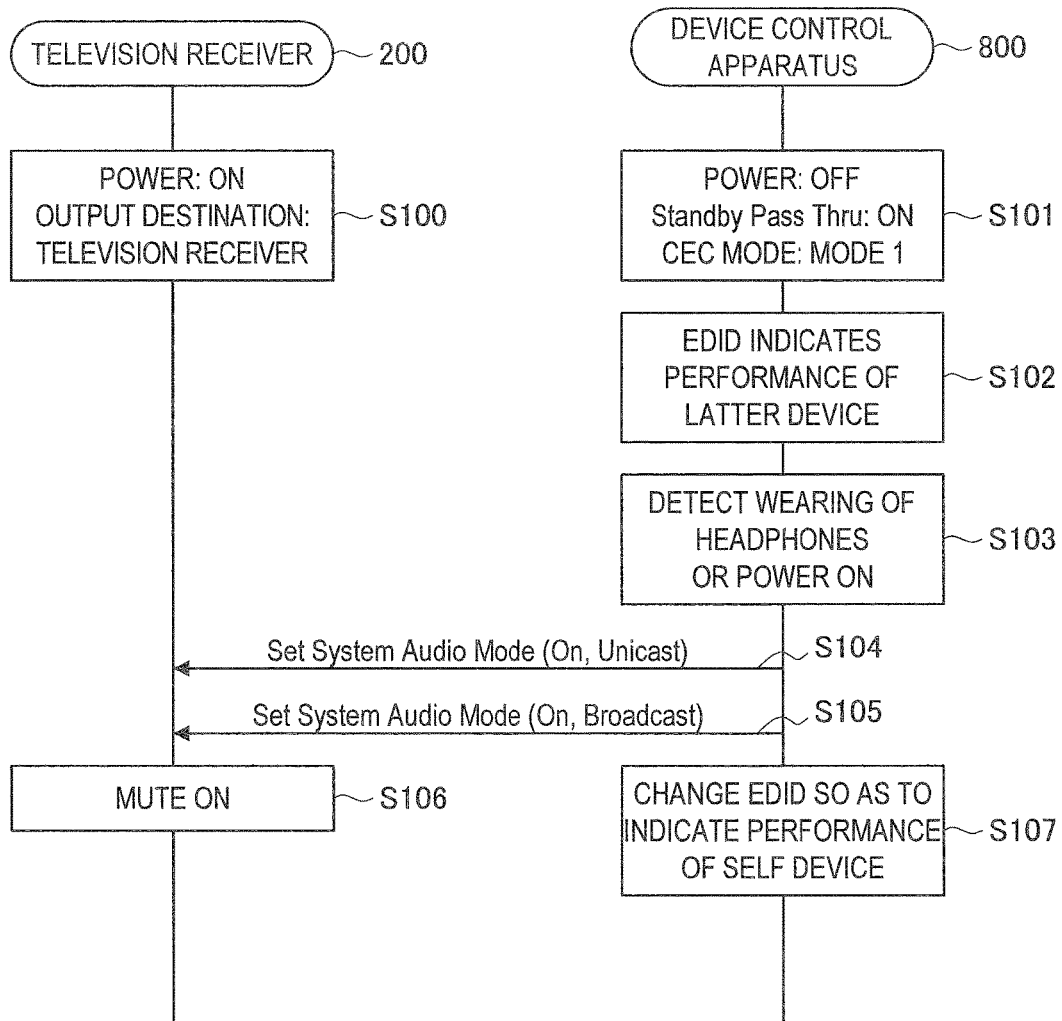 TELEVISION RECEIVER
200
DEVICE CONTROL
APPARATUS
800
POWER: ON
OUTPUT DESTINATION:
TELEVISION RECEIVER
S100
POWER: OFF
Standby Pass Thru: ON
CEC MODE: MODE 1
S101
EDID INDICATES
PERFORMANCE OF
LATTER DEVICE
S102
DETECT WEARING OF
HEADPHONES
OR POWER ON
S103
Set System Audio Mode (On, Unicast)
S104
Set System Audio Mode (On, Broadcast)
S105
MUTE ON
S106
CHANGE EDID SO AS TO
INDICATE PERFORMANCE
OF SELF DEVICE
S107